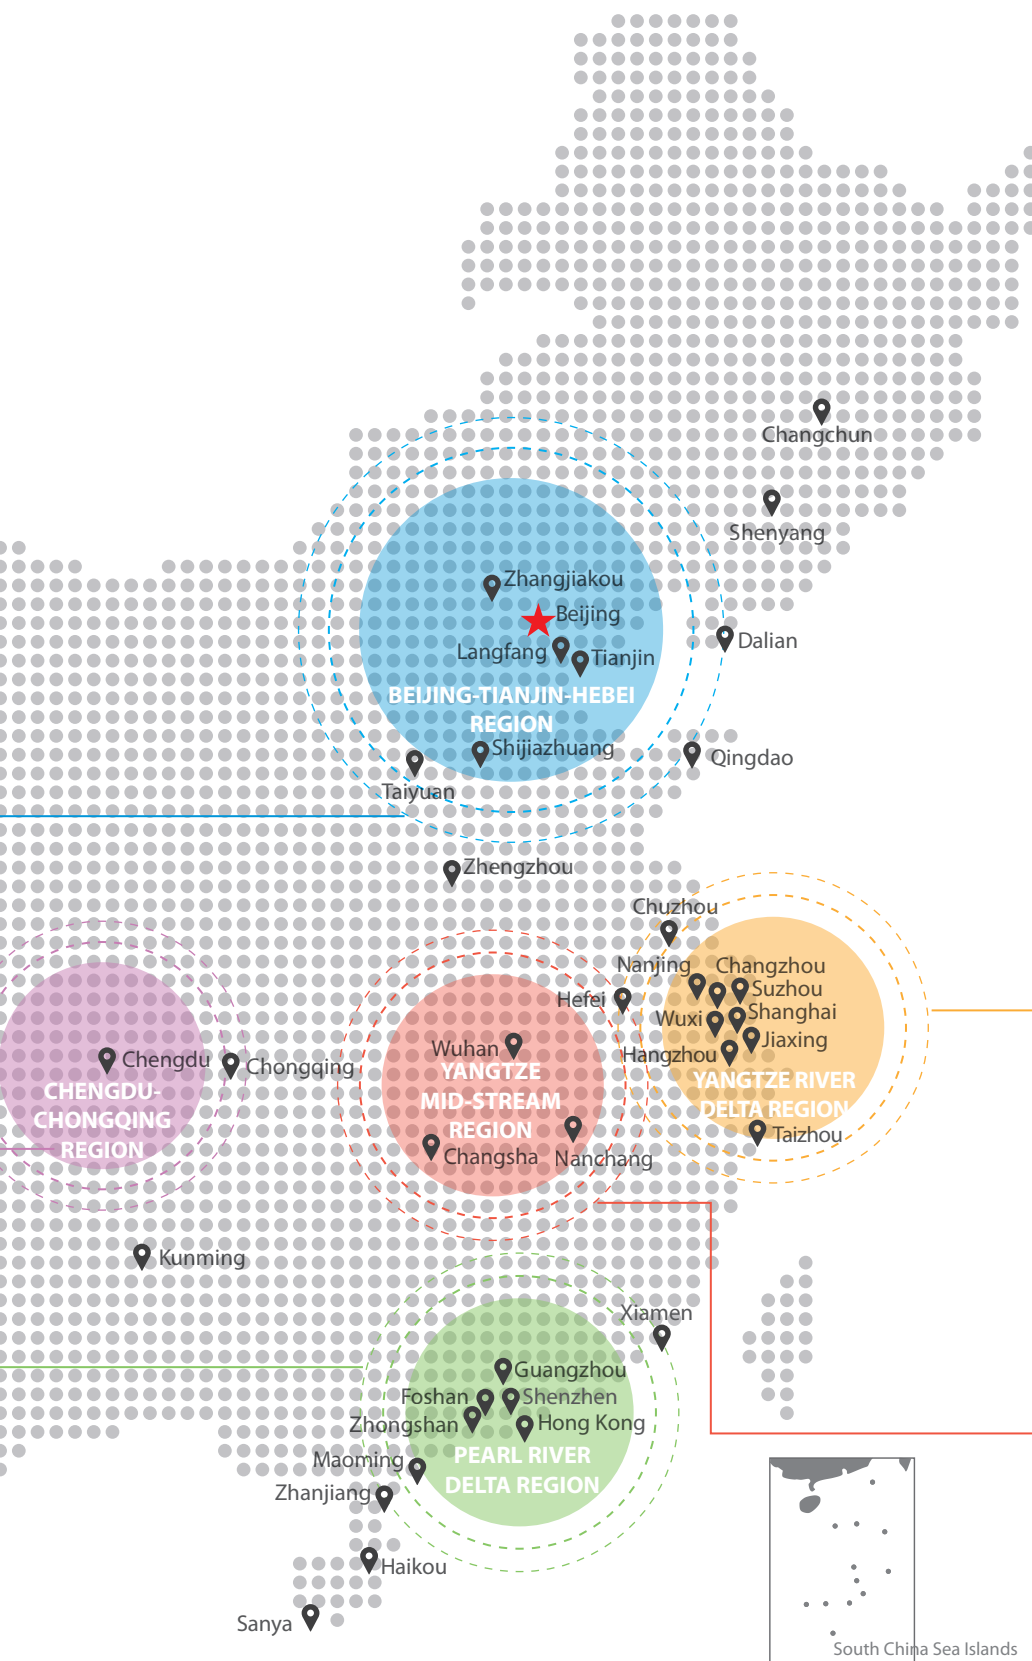 Changchun
Shenyang
Zhangjiakou
Beijing
Langfang
Tianjin
Dalian
BEIJING-TIANJIN-HEBEI
REGION
Shijiazhuang
Qingdao
Taiyuan
Zhengzhou
Chuzhou
Nanjing
Changzhou
Suzhou
Hefei
Wuxi
Shanghai
Jiaxing
Hangzhou
YANGTZE RIVER
DELTA REGION
Taizhou
Wuhan
YANGTZE
MID-STREAM
REGION
Changsha
Nanchang
Chengdu
Chongqing
CHENGDU-
CHONGQING
REGION
Kunming
Xiamen
Guangzhou
Foshan
Shenzhen
Zhongshan
Hong Kong
PEARL RIVER
DELTA REGION
Maoming
Zhanjiang
Haikou
Sanya
South China Sea Islands